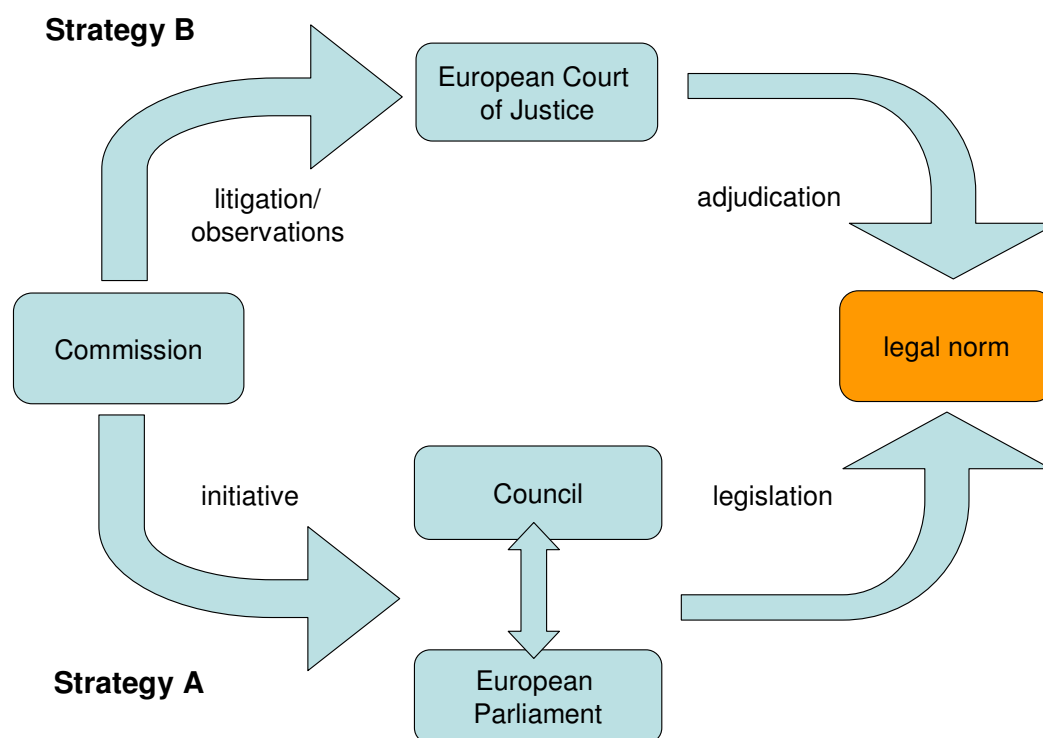 Strategy B
European Court
of Justice
litigation/
observations
adjudication
Commission
legal norm
initiative
Council
legislation
Strategy A
European
Parliament